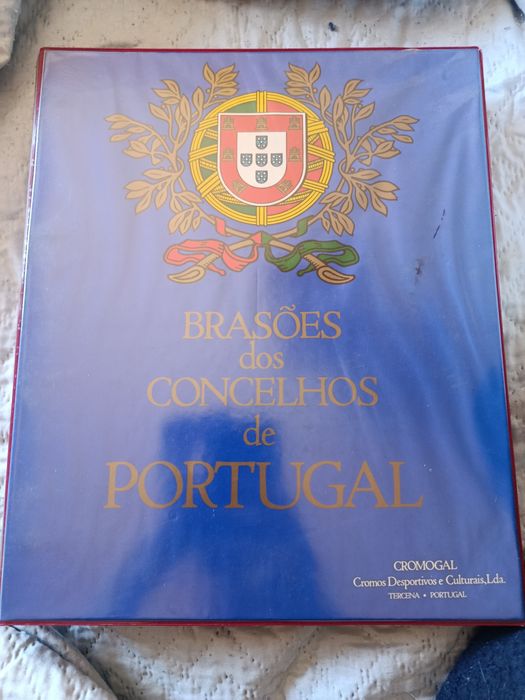 BRASÕES
dos
CONCELHOS
de
PORTUGAL
CROMOGAL
Cromos Desportivos e Culturais, Lda.
TERCENA • PORTUGAL